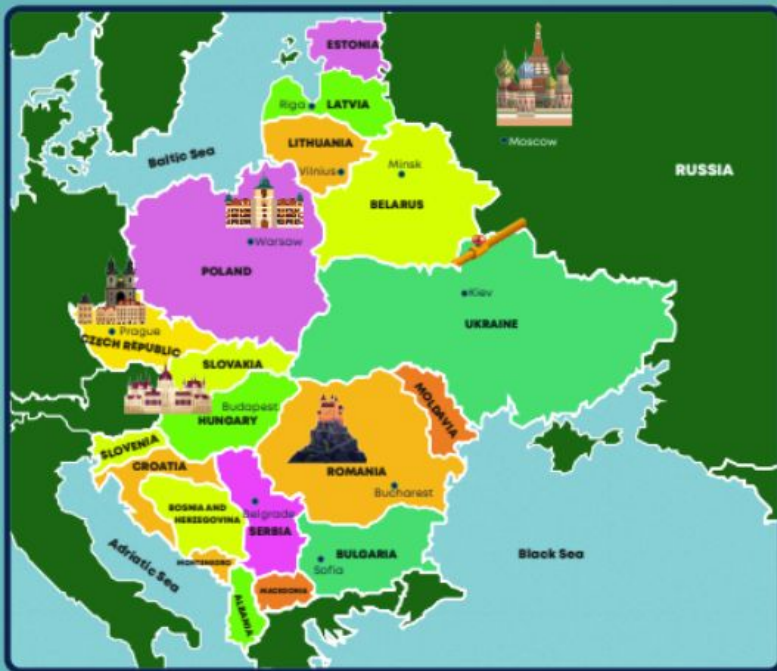 ESTONIA
Riga
LATVIA
Moscow
LITHUANIA
Baltic Sea
Minsk
Vilnius
RUSSIA
BELARUS
Warsaw
POLAND
Kiev
UKRAINE
Prague
CZECH REPUBLIC
SLOVAKIA
MOLDAVIA
Budapest
HUNGARY
SLOVENIA
CROATIA
ROMANIA
Bucharest
BOSNIA AND
HERZEGOVINA
Belgrade
SERBIA
BULGARIA
Black Sea
Adriatic Sea
MONTENEGRO
Sofia
MACEDONIA
ALBANIA